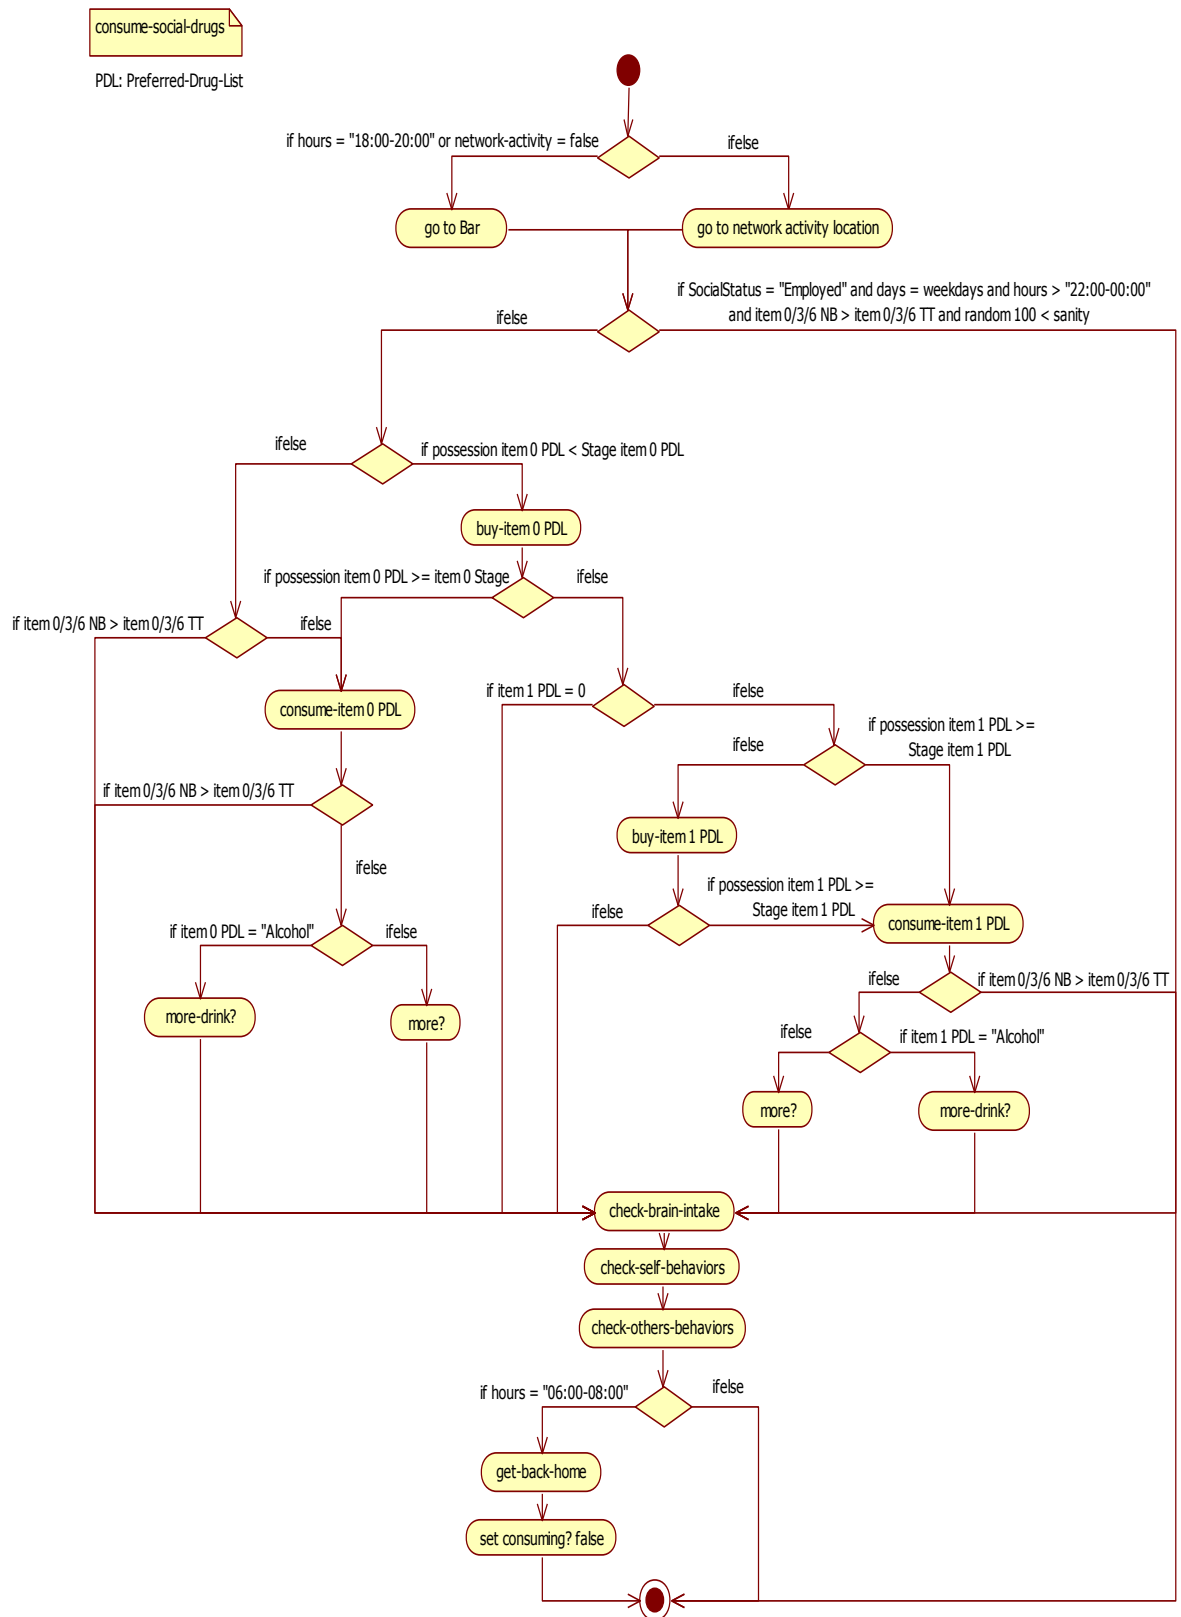 consume-social-drugs
PDL: Preferred-Drug-List
if hours = "18:00-20:00" or network-activity = false
ifelse
go to Bar
go to network activity location
if SocialStatus = "Employed" and days = weekdays and hours > "22:00-00:00"
and item 0/3/6 NB > item 0/3/6 TT and random 100 < sanity
ifelse
ifelse
if possession item 0 PDL < Stage item 0 PDL
buy-item 0 PDL
if possession item 0 PDL >= item 0 Stage
ifelse
if item 0/3/6 NB > item 0/3/6 TT
ifelse
if item 1 PDL = 0
ifelse
consume-item 0 PDL
if possession item 1 PDL >=
Stage item 1 PDL
ifelse
if item 0/3/6 NB > item 0/3/6 TT
buy-item 1 PDL
ifelse
if possession item 1 PDL >=
Stage item 1 PDL
ifelse
consume-item 1 PDL
if item 0 PDL = "Alcohol"
ifelse
ifelse
if item 0/3/6 NB > item 0/3/6 TT
more-drink?
more?
ifelse
if item 1 PDL = "Alcohol"
more?
more-drink?
check-brain-intake
check-self-behaviors
check-others-behaviors
if hours = "06:00-08:00"
ifelse
get-back-home
set consuming? false